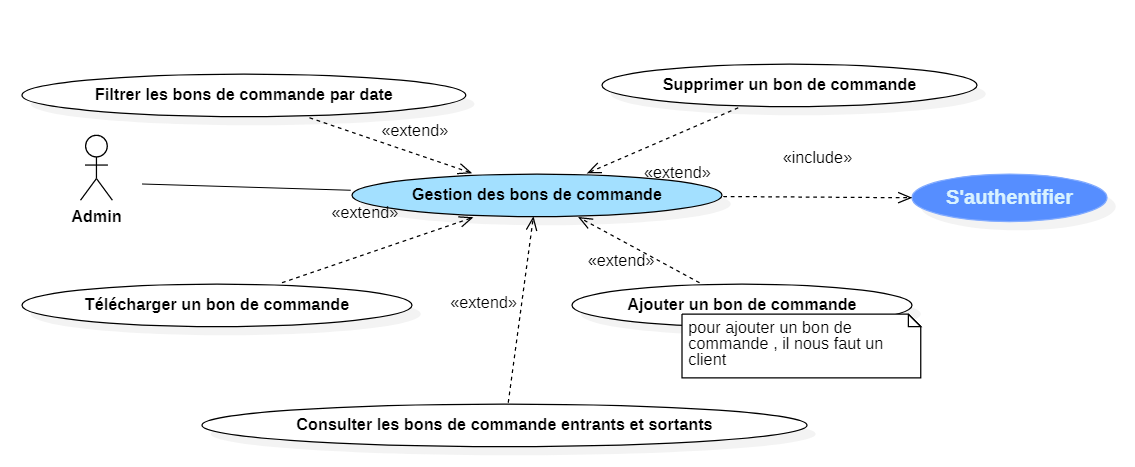 Supprimer un bon de commande
Filtrer les bons de commande par date
«extend»
«include»
«extend»
Gestion des bons de commande
S'authentifier
Admin
«extend»
«extend»
«extend»
Télécharger un bon de commande
Ajouter un bon de commande
pour ajouter un bon de
commande , il nous faut un
client
Consulter les bons de commande entrants et sortants